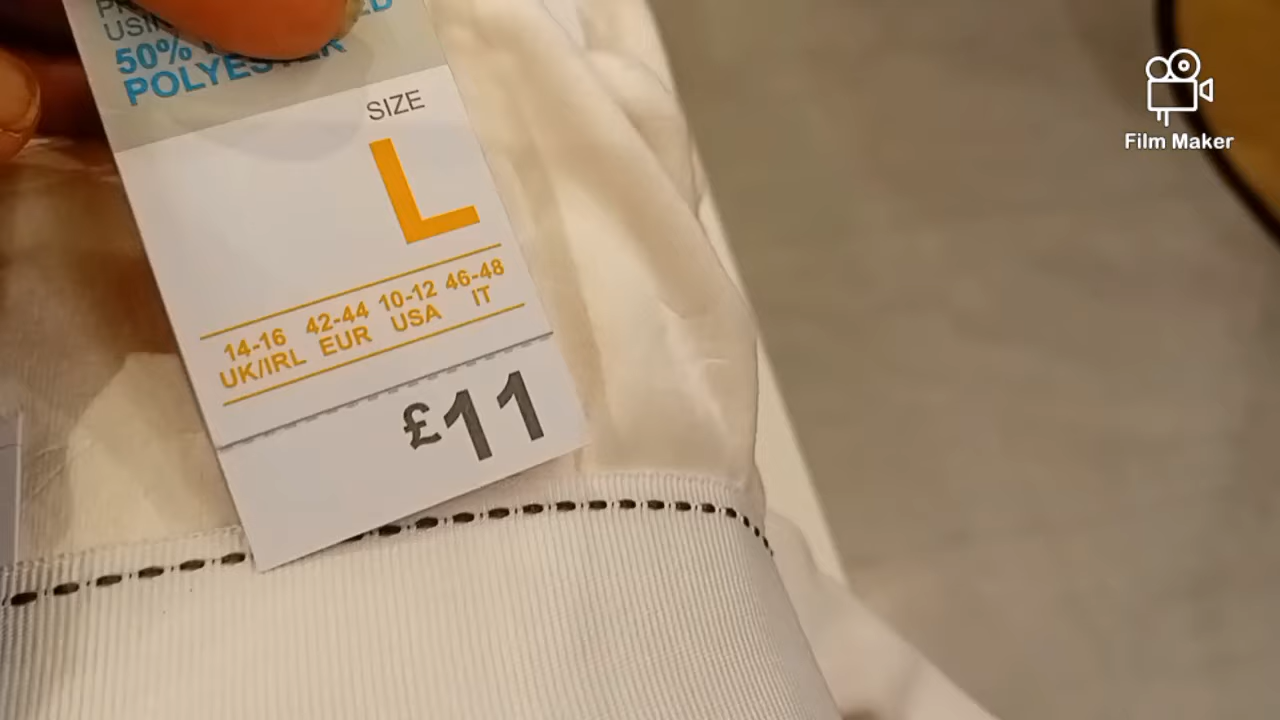 50%
POLYESTER
SIZE
L
14-16 42-44 10-12 46-48
UK/IRL EUR USA IT
£11
Film Maker